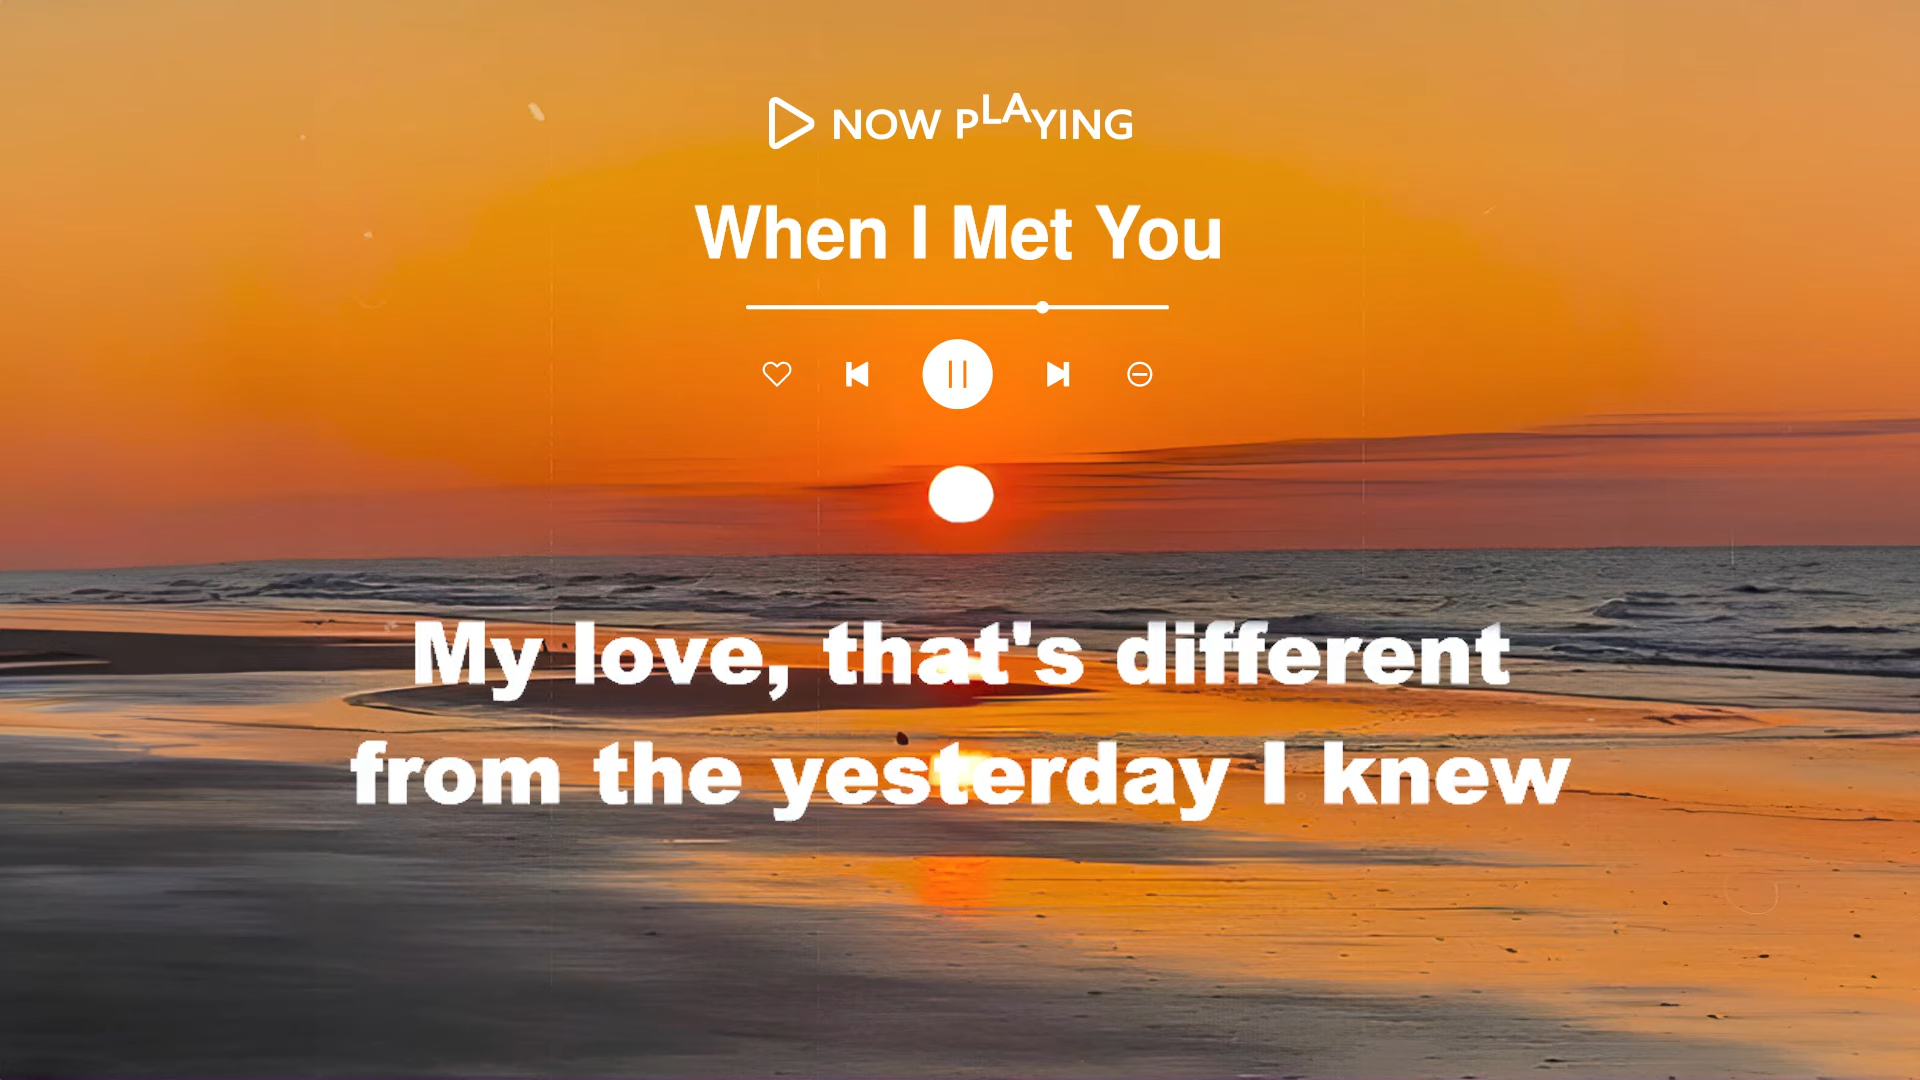 NOW PLAYING
When I Met You
My love, that's different
from the yesterday I knew